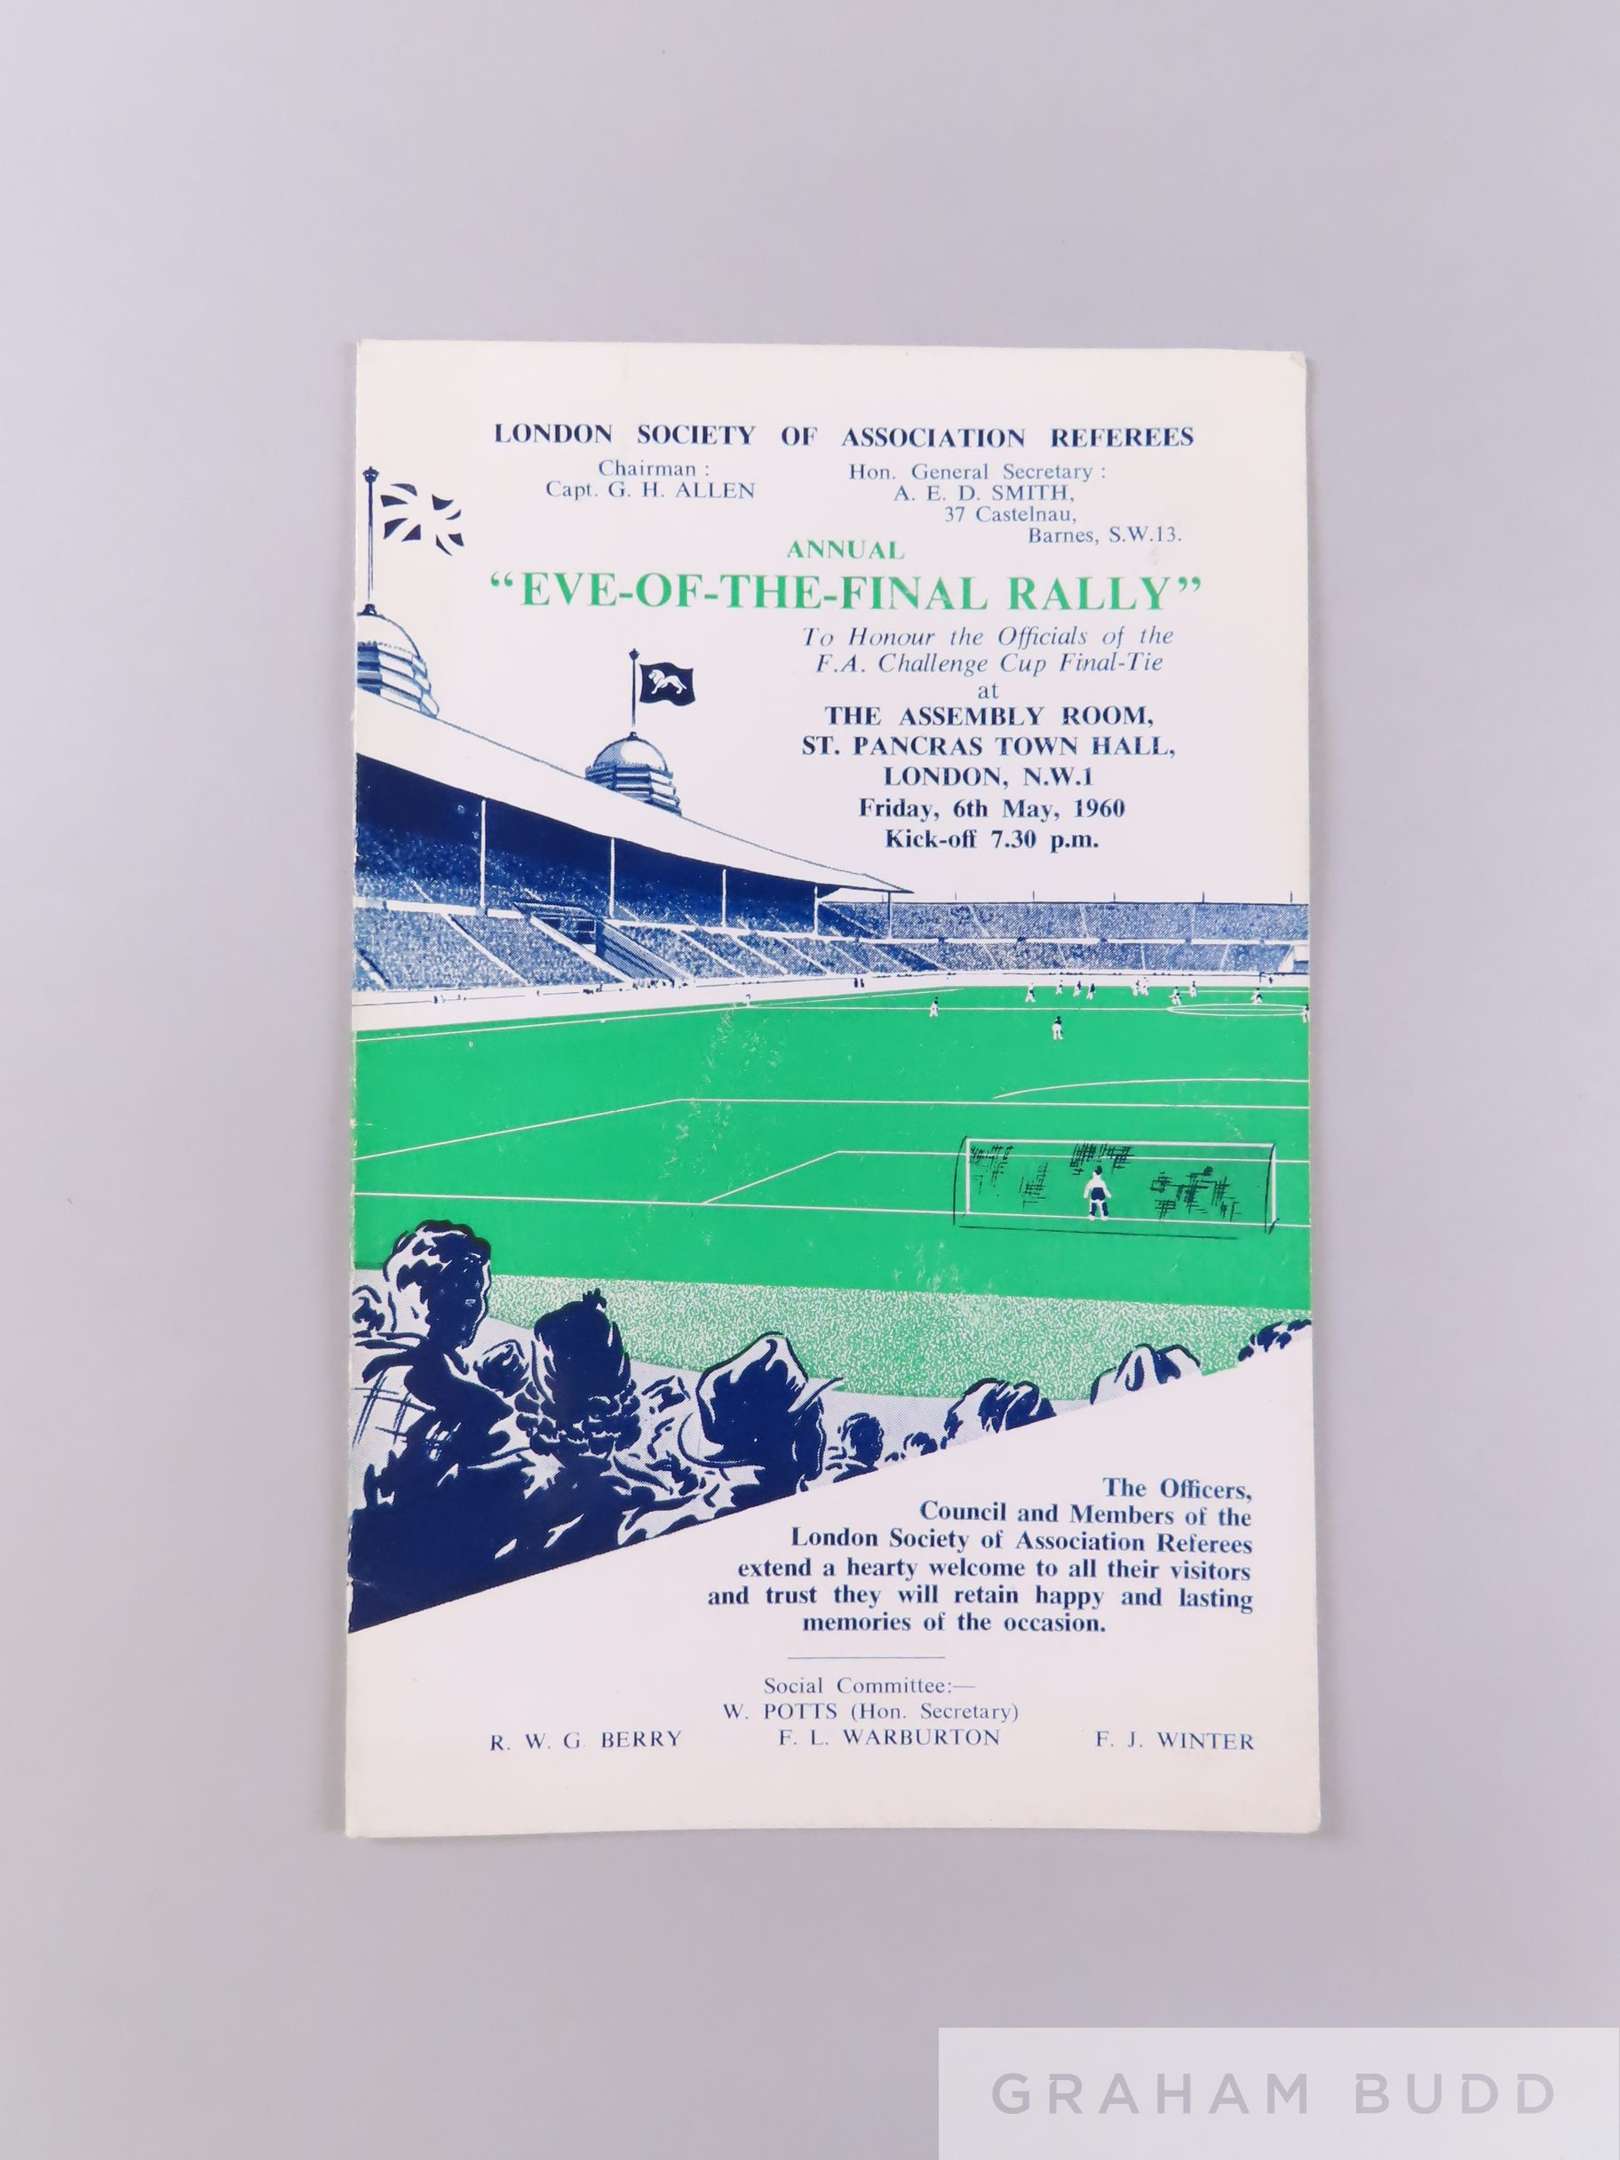 LONDON SOCIETY OF ASSOCIATION REFEREES
Chairman :
Capt. G. H. ALLEN
Hon. General Secretary :
A. E. D. SMITH,
37 Castelnau,
Barnes, S.W.13.
ANNUAL
“EVE-OF-THE-FINAL RALLY”
To Honour the Officials of the
F.A. Challenge Cup Final-Tie
at
THE ASSEMBLY ROOM,
ST. PANCRAS TOWN HALL,
LONDON, N.W.1
Friday, 6th May, 1960
Kick-off 7.30 p.m.
The Officers,
Council and Members of the
London Society of Association Referees
extend a hearty welcome to all their visitors
and trust they will retain happy and lasting
memories of the occasion.
Social Committee:—
W. POTTS (Hon. Secretary)
R. W. G. BERRY F. L. WARBURTON F. J. WINTER
GRAHAM BUDD